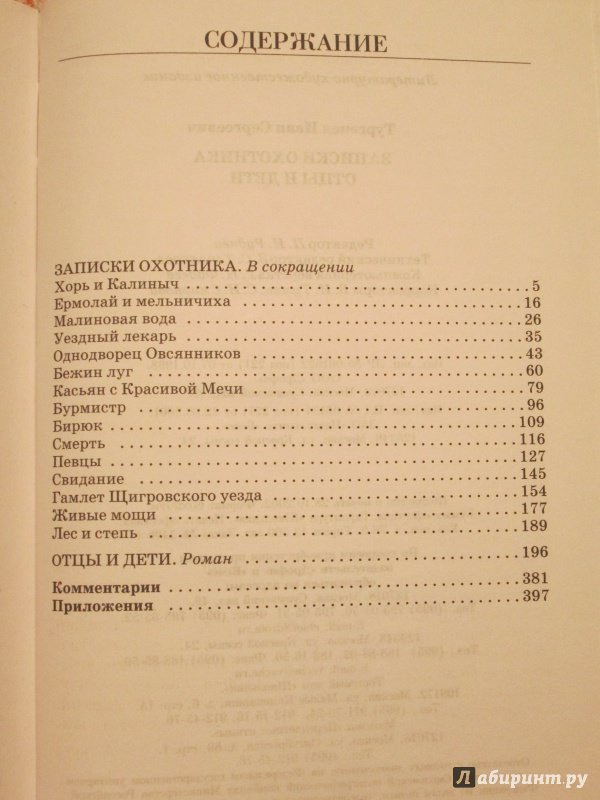 СОДЕРЖАНИЕ
ЗАПИСКИ ОХОТНИКА. В сокращении
Хорь и Калиныч 5
Ермолай и мельничиха 16
Малиновая вода 26
Уездный лекарь 35
Однодворец Овсянников 43
Бежин луг 60
Касьян с Красивой Мечи 79
Бурмистр 96
Бирюк 109
Смерть 116
Певцы 127
Свидание 145
Гамлет Щигровского уезда 154
Живые мощи 177
Лес и степь 189
ОТЦЫ И ДЕТИ. Роман 196
Комментарии 381
Приложения 397
Лабиринт.ру